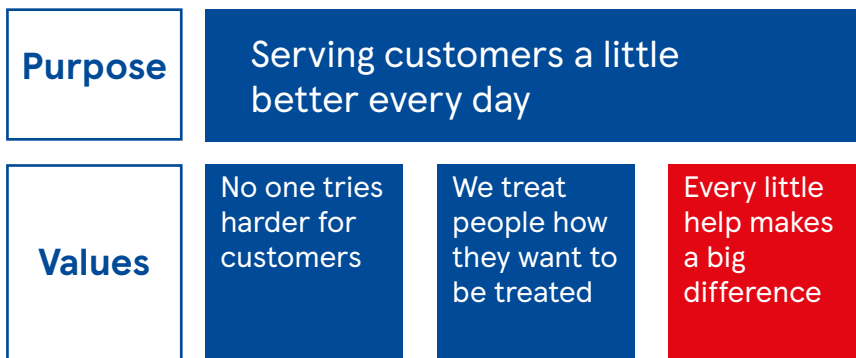 Purpose
Serving customers a little
better every day
Values
No one tries
harder for
customers
We treat
people how
they want to
be treated
Every little
help makes
a big
difference